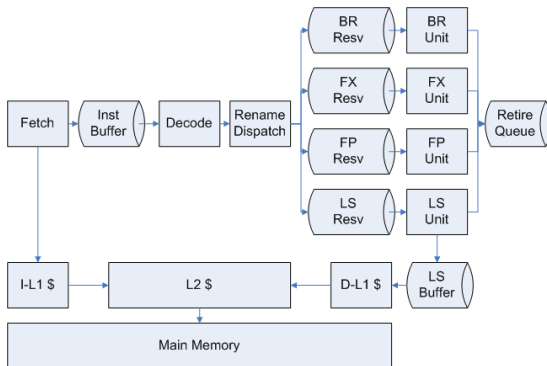 BR
Resv
BR
Unit
FX
Resv
FX
Unit
Fetch
Inst
Buffer
Decode
Rename
Dispatch
FP
Resv
FP
Unit
Retire
Queue
LS
Resv
LS
Unit
I-L1 $
L2 $
D-L1 $
LS
Buffer
Main Memory